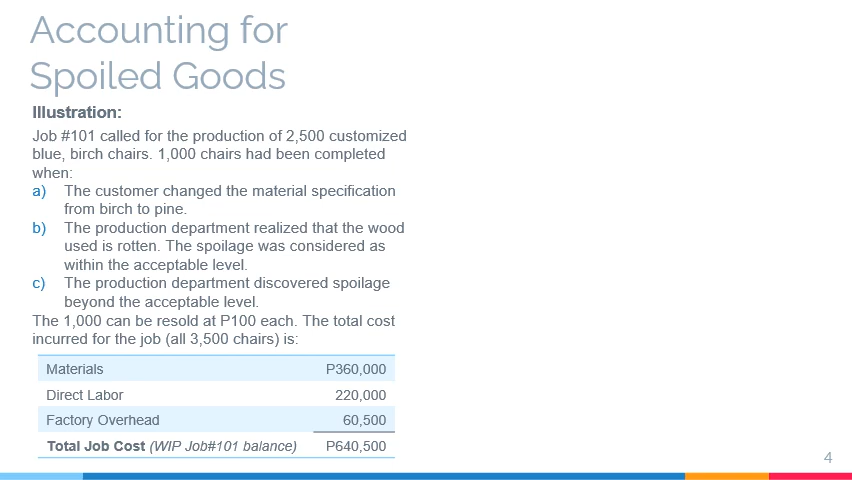 Accounting for
Spoiled Goods
Illustration:
Job #101 called for the production of 2,500 customized
blue, birch chairs. 1,000 chairs had been completed
when:
a) The customer changed the material specification
from birch to pine.
b) The production department realized that the wood
used is rotten. The spoilage was considered as
within the acceptable level.
c) The production department discovered spoilage
beyond the acceptable level.
The 1,000 can be resold at P100 each. The total cost
incurred for the job (all 3,500 chairs) is:
Materials P360,000
Direct Labor 220,000
Factory Overhead 60,500
Total Job Cost (WIP Job#101 balance) P640,500
4